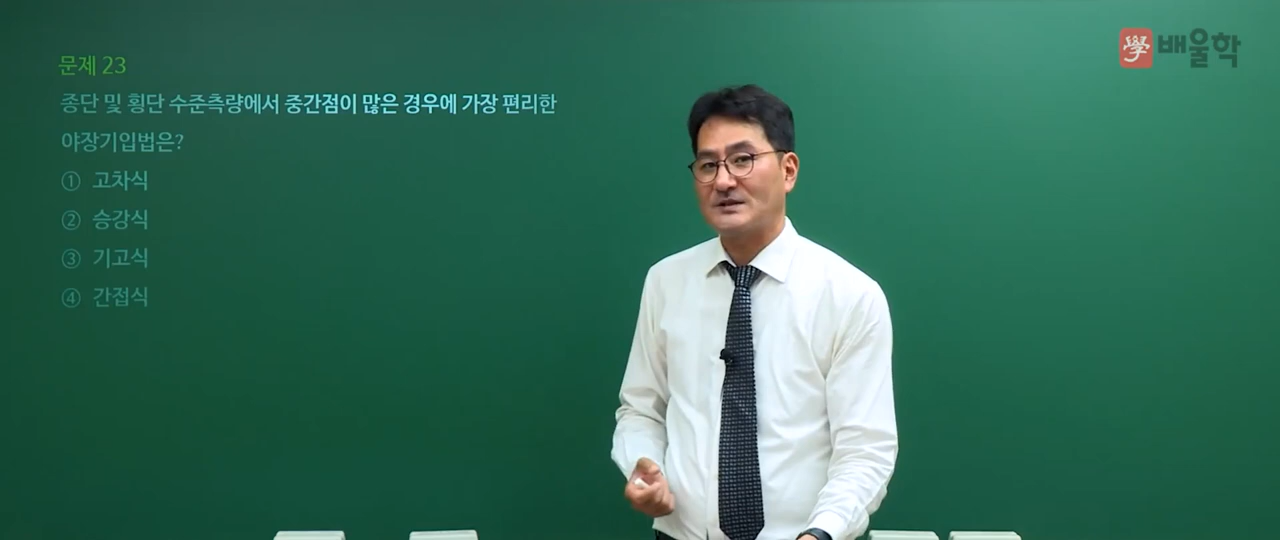 學 배울학
문제 23
종단 및 횡단 수준측량에서 중간점이 많은 경우에 가장 편리한
야장기입법은?
① 고차식
② 승강식
③ 기고식
④ 간접식